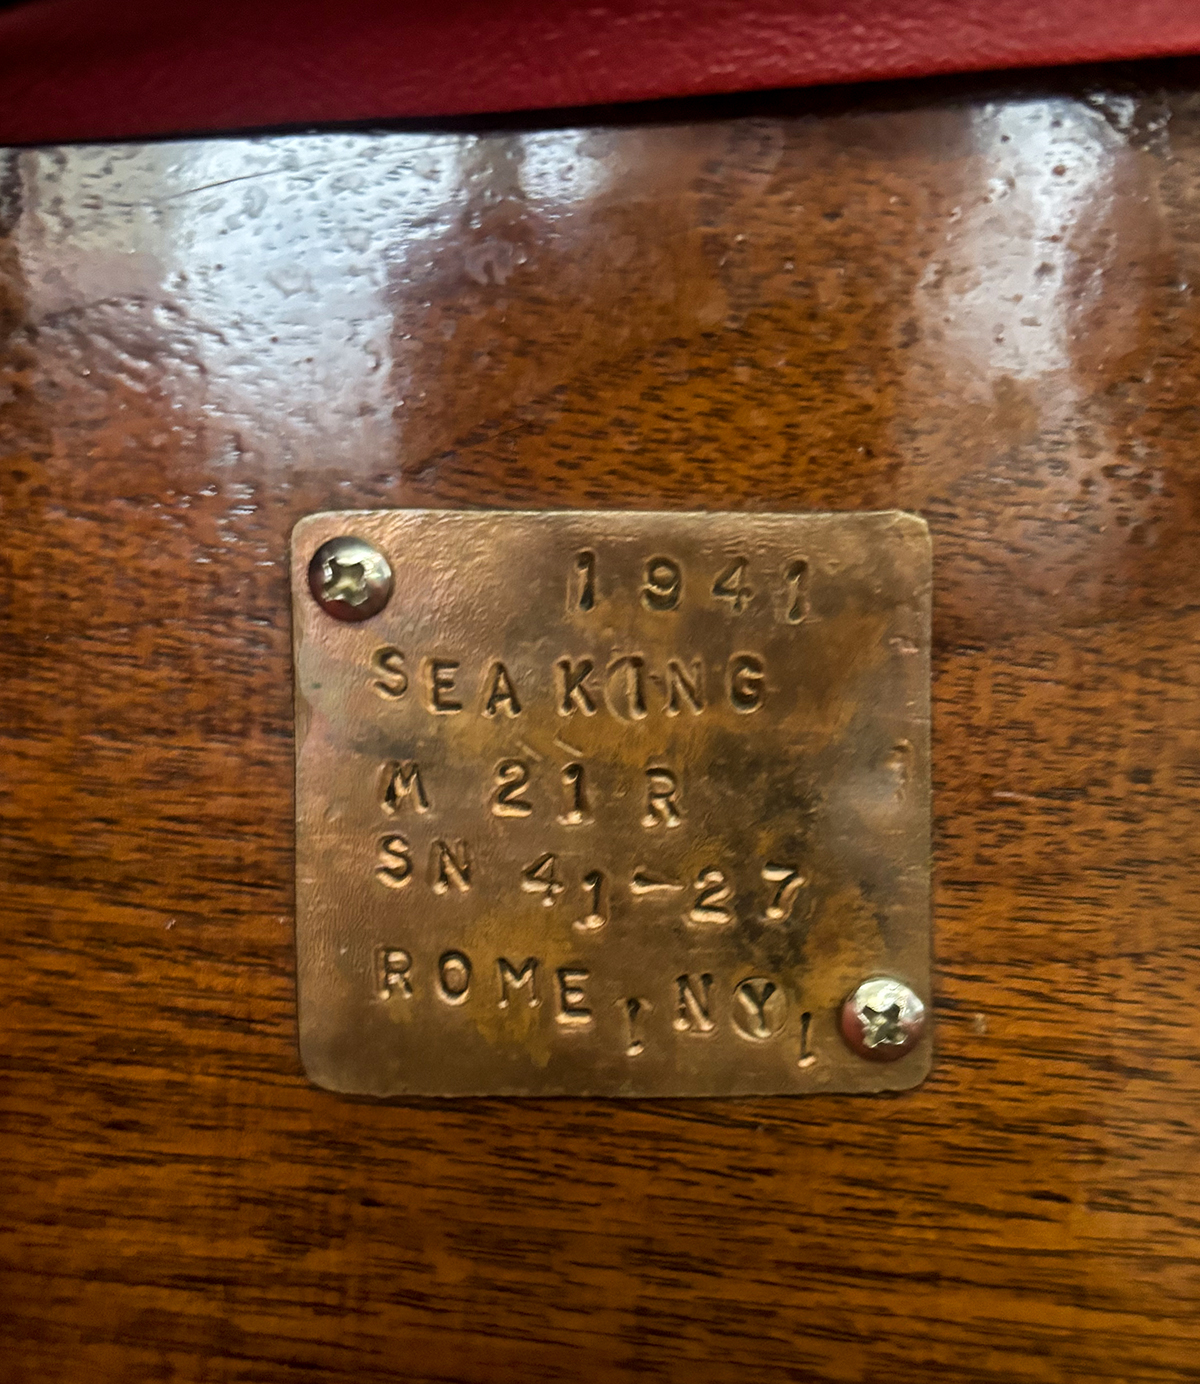 1941
SEA KING
M 21 R
SN 41-27
ROME, NY,